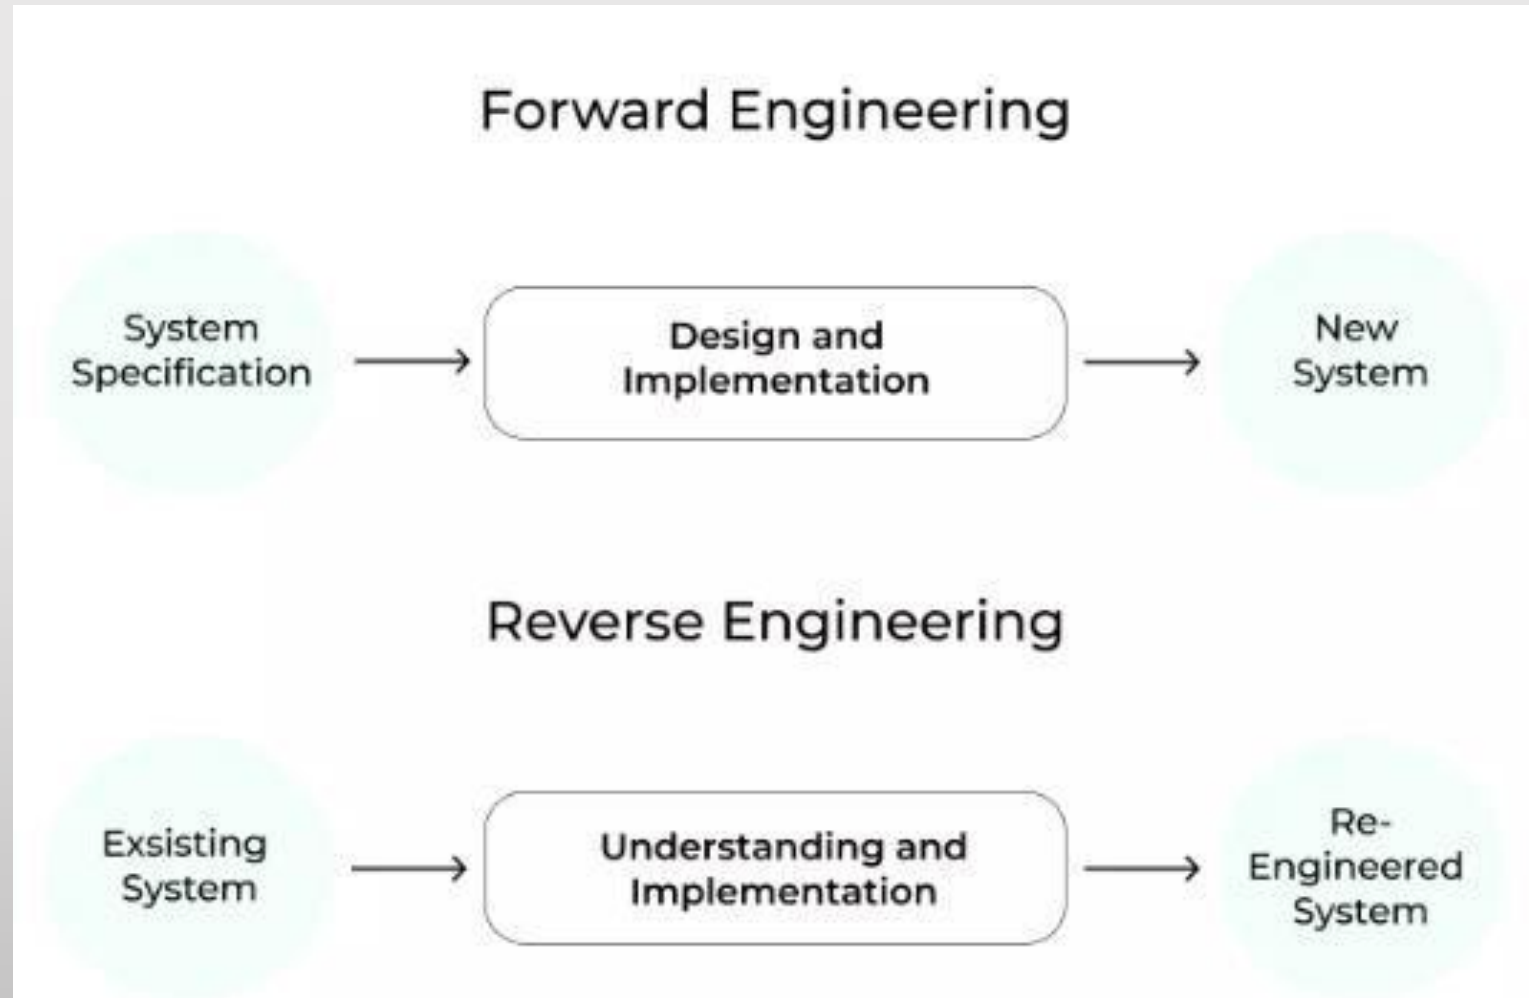 Forward Engineering
System
Specification
Design and
Implementation
New
System
Reverse Engineering
Exsisting
System
Understanding and
Implementation
Re-
Engineered
System